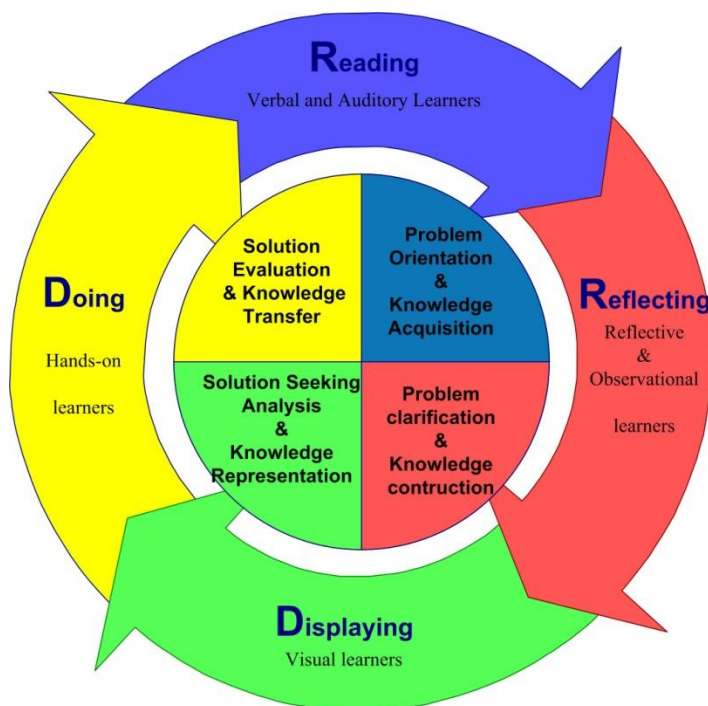 Reading
Verbal and Auditory Learners
Reflecting
Reflective
&
Observational
learners
Displaying
Visual learners
Doing
Hands-on
learners
Problem
Orientation
&
Knowledge
Acquisition
Problem
clarification
&
Knowledge
contruction
Solution Seeking
Analysis
&
Knowledge
Representation
Solution
Evaluation
& Knowledge
Transfer